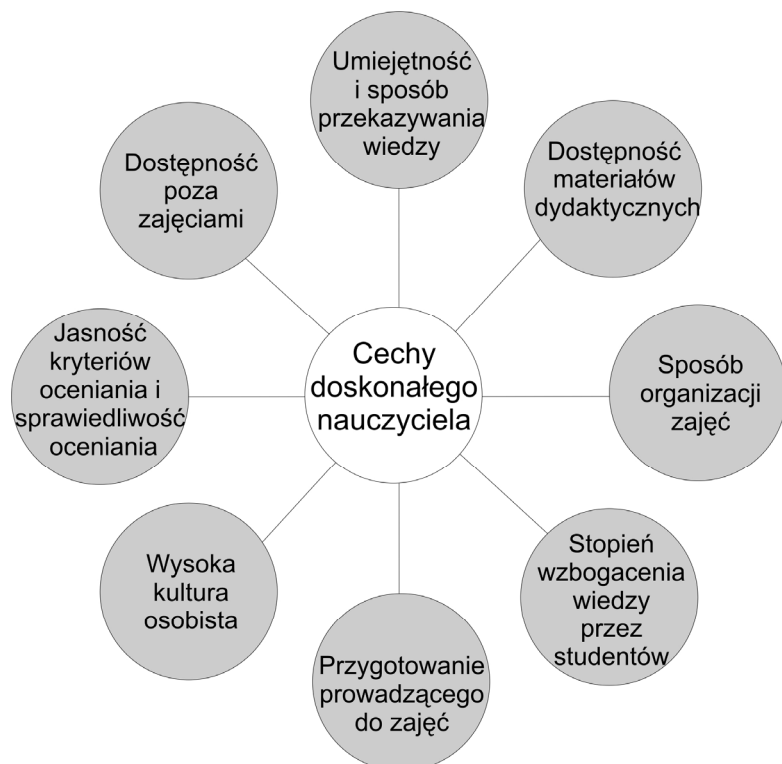 Umiejętność
i sposób
przekazywania
wiedzy
Dostępność
materiałów
dydaktycznych
Sposób
organizacji
zajęć
Stopień
wzbogacenia
wiedzy
przez
studentów
Przygotowanie
prowadzącego
do zajęć
Wysoka
kultura
osobista
Jasność
kryteriów
oceniania i
sprawiedliwość
oceniania
Dostępność
poza
zajęciami
Cechy
doskonałego
nauczyciela